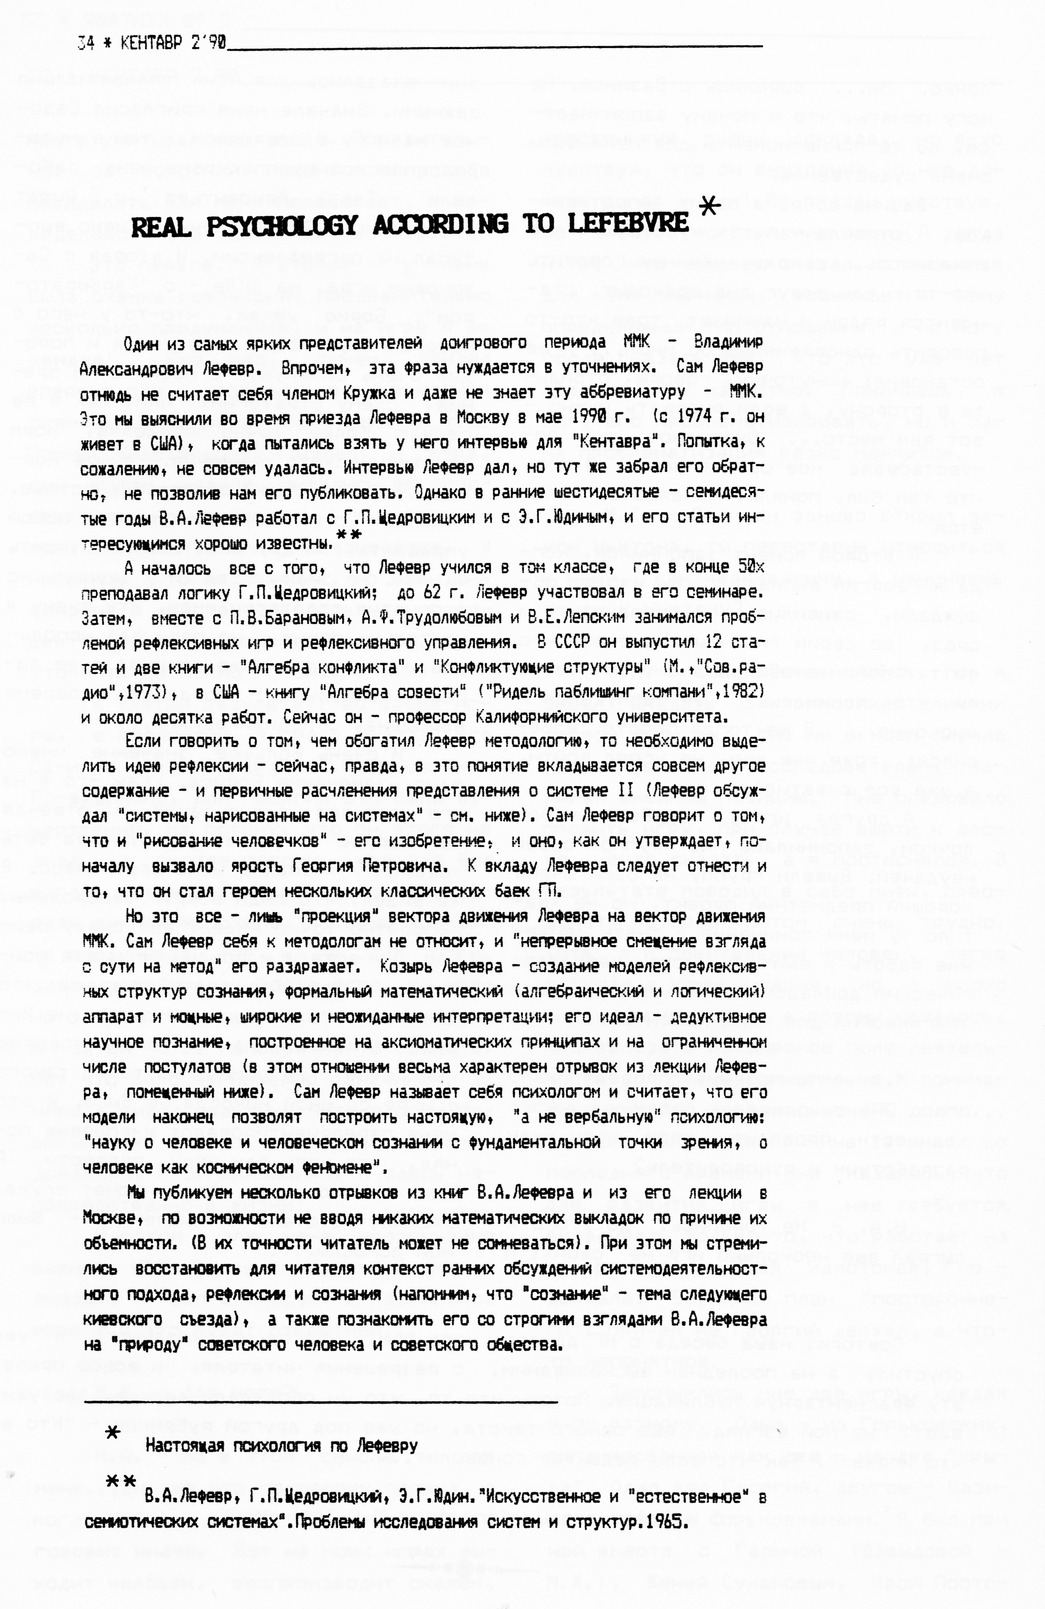 34 * КЕНТАВР 2'90
REAL PSYCHOLOGY ACCORDING TO LEFEBVRE *
Один из самых ярких представителей доигрового периода ММК - Владимир
Александрович Лефевр. Впрочем, эта фраза нуждается в уточнениях. Сам Лефевр
отнюдь не считает себя членом Кружка и даже не знает эту аббревиатуру - ММК.
Это мы выяснили во время приезда Лефевра в Москву в мае 1990 г. (с 1974 г. он
живет в США), когда пытались взять у него интервью для "Кентавра". Попытка, к
сожалению, не совсем удалась. Интервью Лефевр дал, но тут же забрал его обрат-
но, не позволив нам его публиковать. Однако в ранние шестидесятые - семидеся-
тые годы В.А.Лефевр работал с Г.П.Щедровицким и с Э.Г.Юдиным, и его статьи ин-
тересующимся хорошо известны.**
А началось все с того, что Лефевр учился в том классе, где в конце 50х
преподавал логику Г.П.Щедровицкий; до 62 г. Лефевр участвовал в его семинаре.
Затем, вместе с П.В.Барановым, А.Ф.Трудолюбовым и В.Е.Лепским занимался проб-
лемой рефлексивных игр и рефлексивного управления. В СССР он выпустил 12 ста-
тей и две книги - "Алгебра конфликта" и "Конфликтующие структуры" (М.,"Сов.ра-
дио",1973), в США - книгу "Алгебра совести" ("Ридель паблишинг компани",1982)
и около десятка работ. Сейчас он - профессор Калифорнийского университета.
Если говорить о том, чем обогатил Лефевр методологию, то необходимо выде-
лить идею рефлексии - сейчас, правда, в это понятие вкладывается совсем другое
содержание - и первичные расчленения представления о системе II (Лефевр обсуж-
дал "системы, нарисованные на системах" - см. ниже). Сам Лефевр говорит о том,
что и "рисование человечков" - его изобретение, и оно, как он утверждает, по-
началу вызвало ярость Георгия Петровича. К вкладу Лефевра следует отнести и
то, что он стал героем нескольких классических баек ГП.
Но это все - лишь "проекция" вектора движения Лефевра на вектор движения
ММК. Сам Лефевр себя к методологам не относит, и "непрерывное смещение взгляда
с сути на метод" его раздражает. Козырь Лефевра - создание моделей рефлексив-
ных структур сознания, формальный математический (алгебраический и логический)
аппарат и мощные, широкие и неожиданные интерпретации; его идеал - дедуктивное
научное познание, построенное на аксиоматических принципах и на ограниченном
числе постулатов (в этом отношении весьма характерен отрывок из лекции Лефев-
ра, помещенный ниже). Сам Лефевр называет себя психологом и считает, что его
модели наконец позволят построить настоящую, "а не вербальную" психологию:
"науку о человеке и человеческом сознании с фундаментальной точки зрения, о
человеке как космическом феномене".
Мы публикуем несколько отрывков из книг В.А.Лефевра и из его лекции в
Москве, по возможности не вводя никаких математических выкладок по причине их
объемности. (В их точности читатель может не сомневаться). При этом мы стреми-
лись восстановить для читателя контекст ранних обсуждений системодеятельност-
ного подхода, рефлексии и сознания (напомним, что "сознание" - тема следующего
киевского съезда), а также познакомить его со строгими взглядами В.А.Лефевра
на "природу" советского человека и советского общества.
* Настоящая психология по Лефевру
** В.А.Лефевр, Г.П.Щедровицкий, Э.Г.Юдин."Искусственное и "естественное" в
семиотических системах".Проблемы исследования систем и структур.1965.